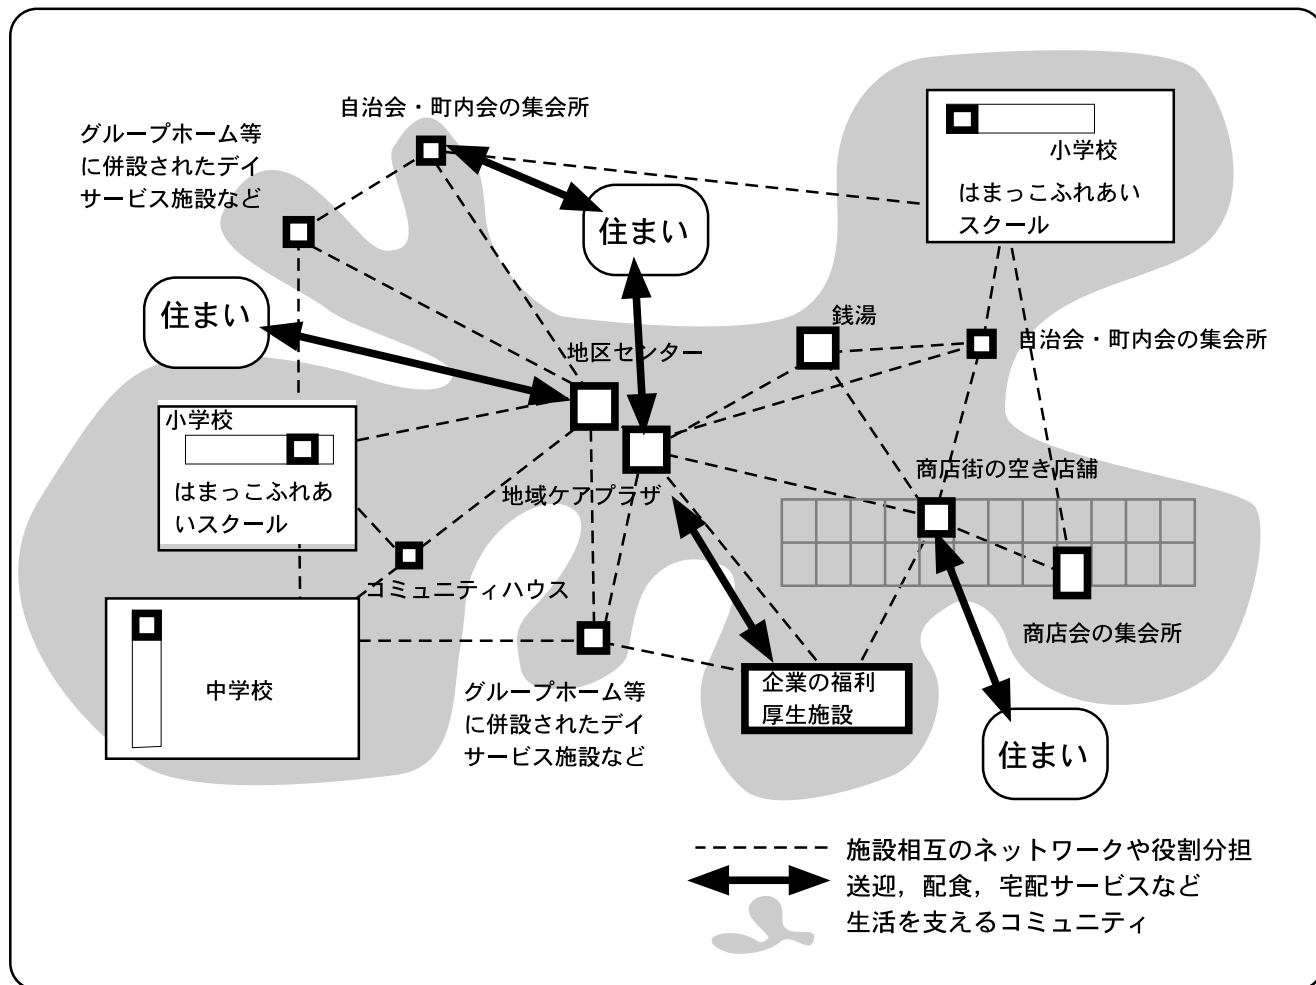 自治会・町内会の集会所
グループホーム等
に併設されたデイ
サービス施設など
小学校
はまっこふれあい
スクール
住まい
住まい
銭湯
自治会・町内会の集会所
地区センター
小学校
はまっこふれあ
いスクール
地域ケアプラザ
商店街の空き店舗
コミュニティハウス
商店会の集会所
中学校
グループホーム等
に併設されたデイ
サービス施設など
企業の福利
厚生施設
住まい
施設相互のネットワークや役割分担
送迎，配食，宅配サービスなど
生活を支えるコミュニティ